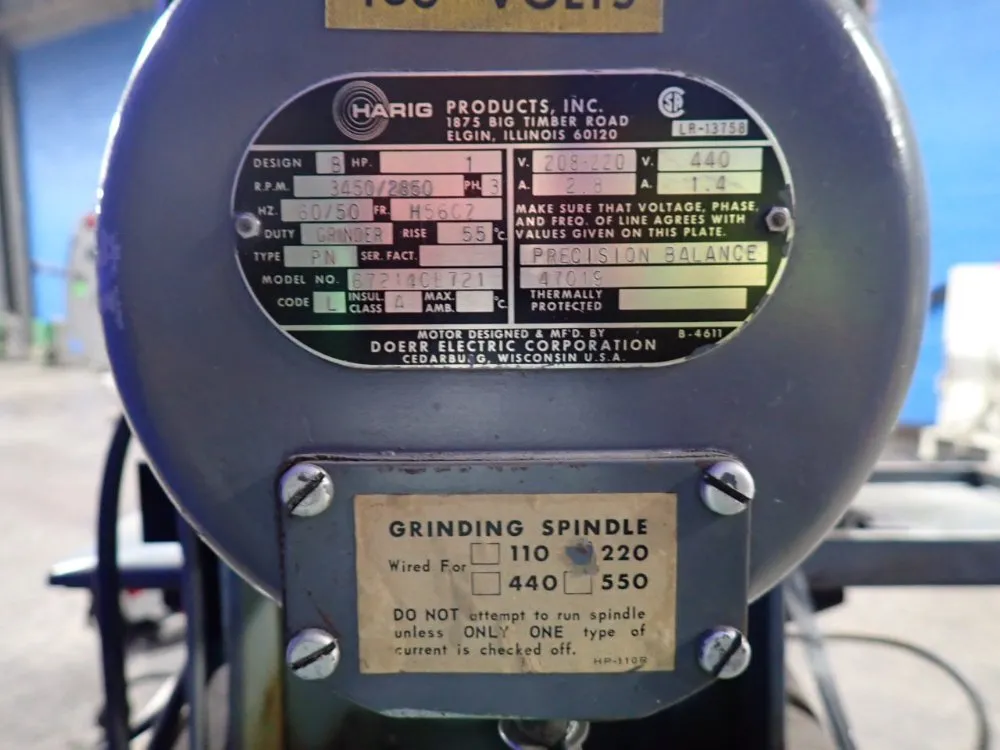 VOLTS
HARIG PRODUCTS, INC.
1875 BIG TIMBER ROAD
ELGIN, ILLINOIS 60120
SA
LR-13758
DESIGN B HP. 1
R.P.M. 3450/2860 PH. 3
HZ. 60/50 FR. H56C7
DUTY GRINDER RISE 55 °C.
TYPE PN SER. FACT.
MODEL NO.
CODE L INSUL. CLASS A MAX. AMB. °C.
V. 208-220 V. 440
A. 2.8 A. 1.4
MAKE SURE THAT VOLTAGE, PHASE,
AND FREQ. OF LINE AGREES WITH
VALUES GIVEN ON THIS PLATE.
PRECISION BALANCE
47019
THERMALLY
PROTECTED
MOTOR DESIGNED & MF'D. BY
B-4611
DOERR ELECTRIC CORPORATION
CEDARBURG, WISCONSIN U.S.A.
GRINDING SPINDLE
Wired For 110 220
440 550
DO NOT attempt to run spindle
unless ONLY ONE type of
current is checked off.
HP-110R